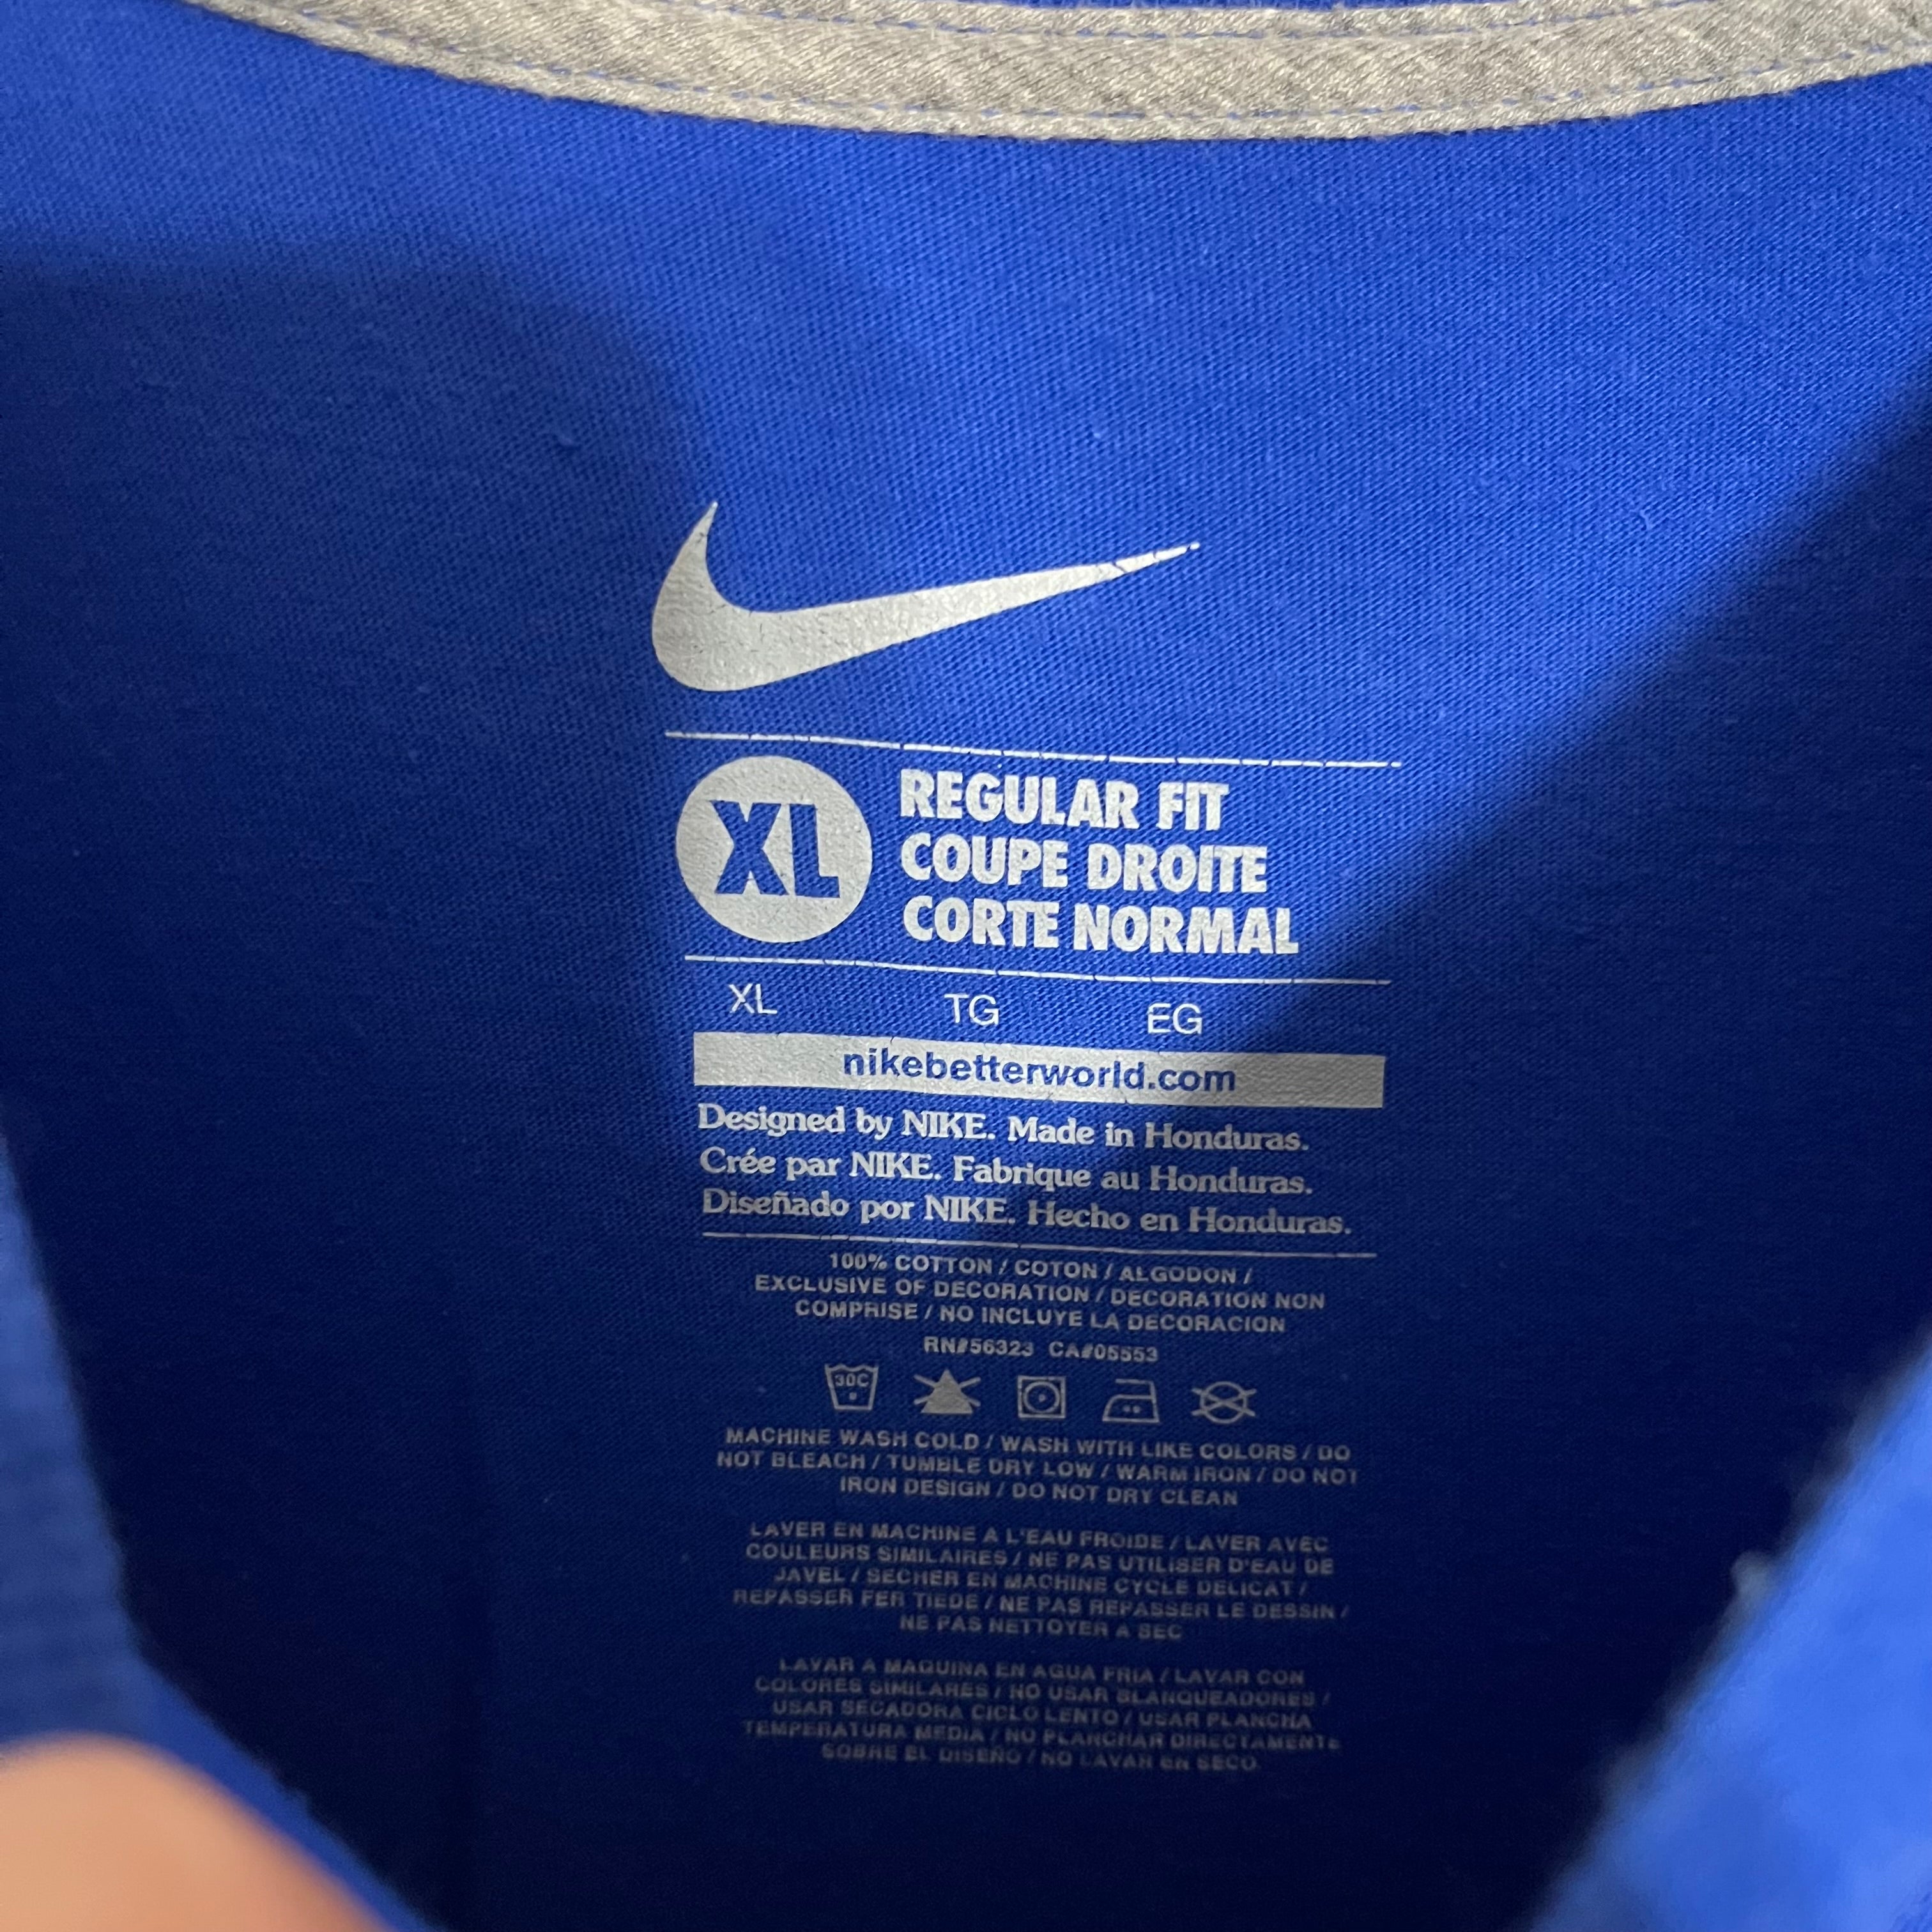 XL
REGULAR FIT
COUPE DROITE
CORTE NORMAL
XL TG EG
nikebetterworld.com
Designed by NIKE. Made in Honduras.
Crée par NIKE. Fabrique au Honduras.
Diseñado por NIKE. Hecho en Honduras.
100% COTTON / COTON / ALGODON /
EXCLUSIVE OF DECORATION / DECORATION NON
COMPRISE / NO INCLUYE LA DECORACION
RN#56323 CA#05553
30C
MACHINE WASH COLD / WASH WITH LIKE COLORS / DO
NOT BLEACH / TUMBLE DRY LOW / WARM IRON / DO NOT
IRON DESIGN / DO NOT DRY CLEAN
LAVER EN MACHINE A L'EAU FROIDE / LAVER AVEC
COULEURS SIMILAIRES / NE PAS UTILISER D'EAU DE
JAVEL / SECHER EN MACHINE CYCLE DELICAT /
REPASSER FER TIEDE / NE PAS REPASSER LE DESSIN /
NE PAS NETTOYER A SEC
LAVAR A MAQUINA EN AGUA FRIA / LAVAR CON
COLORES SIMILARES / NO USAR BLANQUEADORES /
USAR SECADORA CICLO LENTO / USAR PLANCHA
TEMPERATURA MEDIA / NO PLANCHAR DIRECTAMENTE
SOBRE EL DISEÑO / NO LAVAR EN SECO